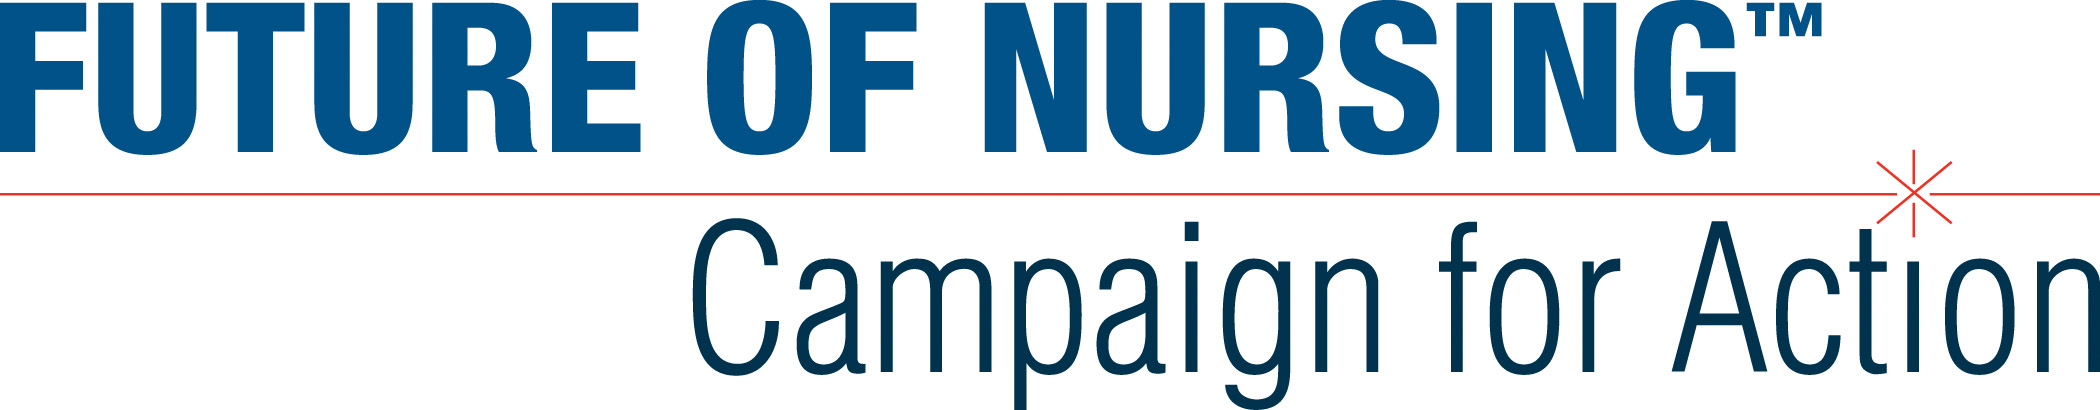 FUTURE OF NURSING™
Campaign for Action